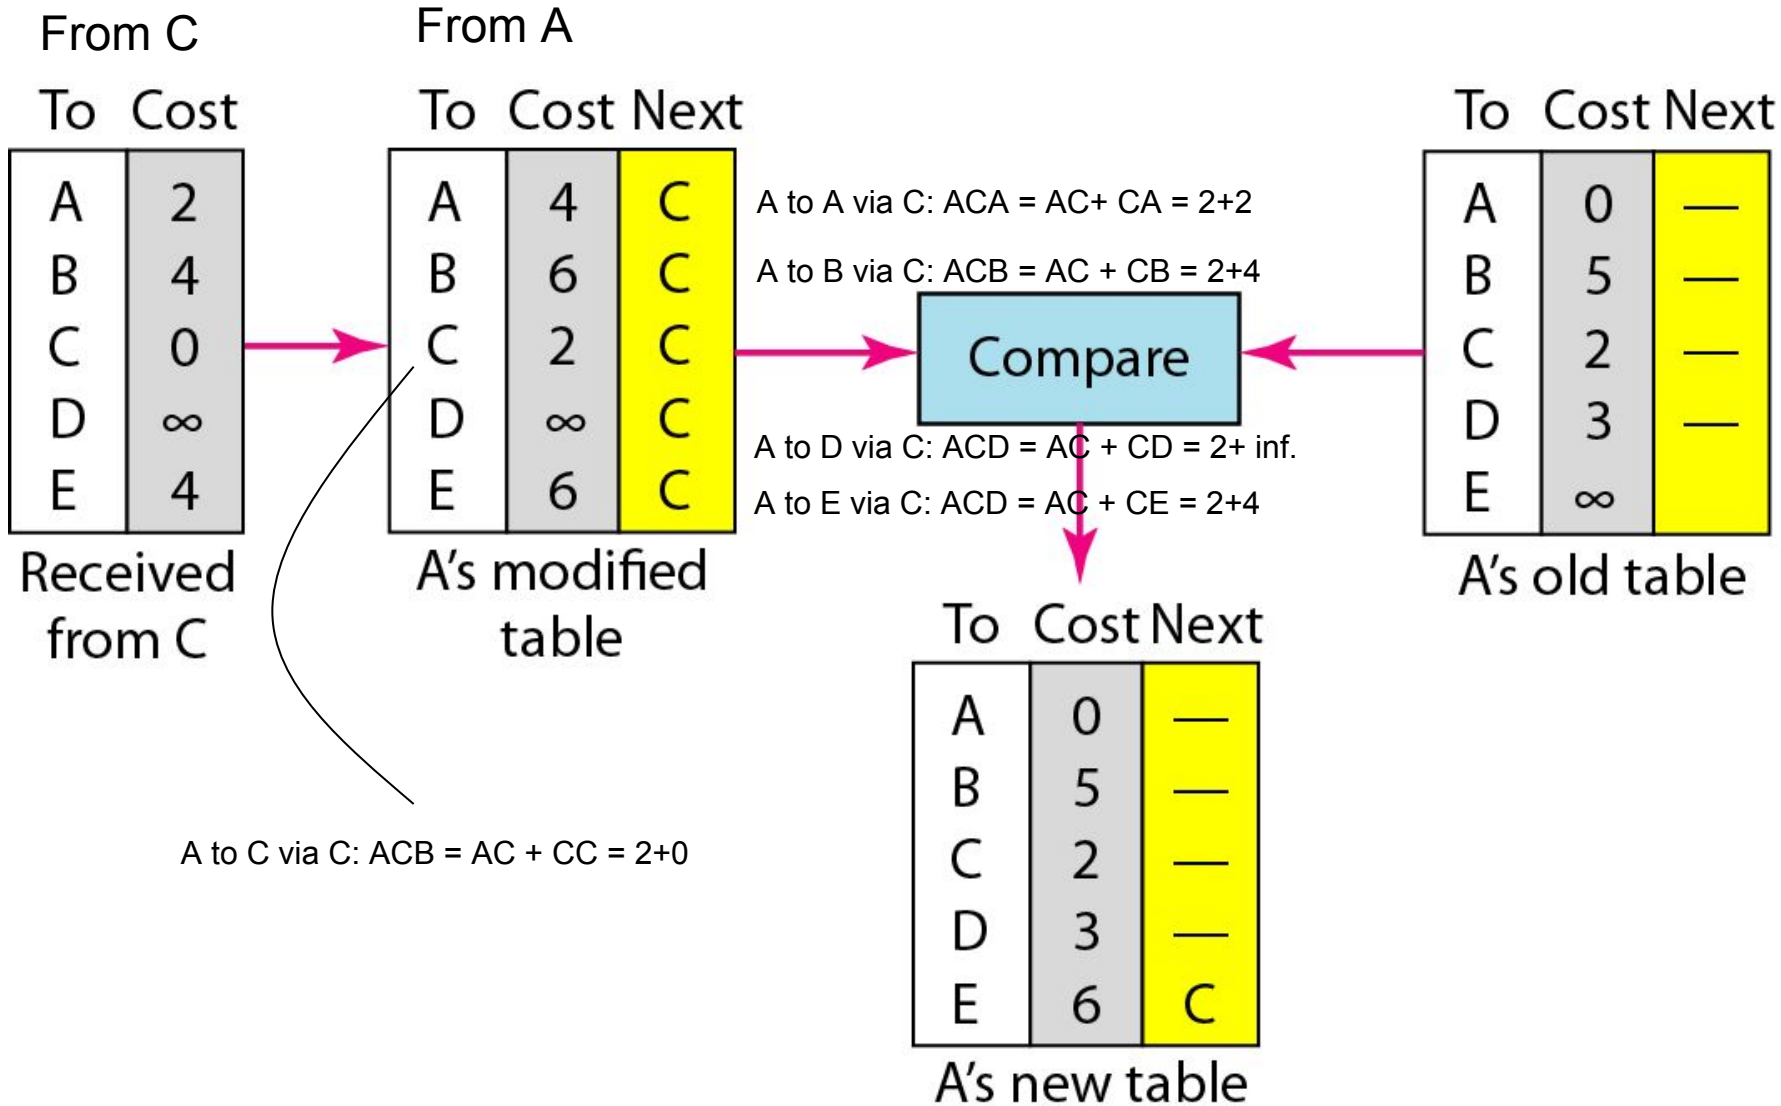 From C
To Cost
A 2
B 4
C 0
D ∞
E 4
Received
from C
From A
To Cost Next
A 4 C
B 6 C
C 2 C
D ∞ C
E 6 C
A's modified
table
A to A via C: ACA = AC+ CA = 2+2
A to B via C: ACB = AC + CB = 2+4
Compare
A to D via C: ACD = AC + CD = 2+ inf.
A to E via C: ACD = AC + CE = 2+4
To Cost Next
A 0 —
B 5 —
C 2 —
D 3 —
E ∞
A's old table
A to C via C: ACB = AC + CC = 2+0
To Cost Next
A 0 —
B 5 —
C 2 —
D 3 —
E 6 C
A's new table